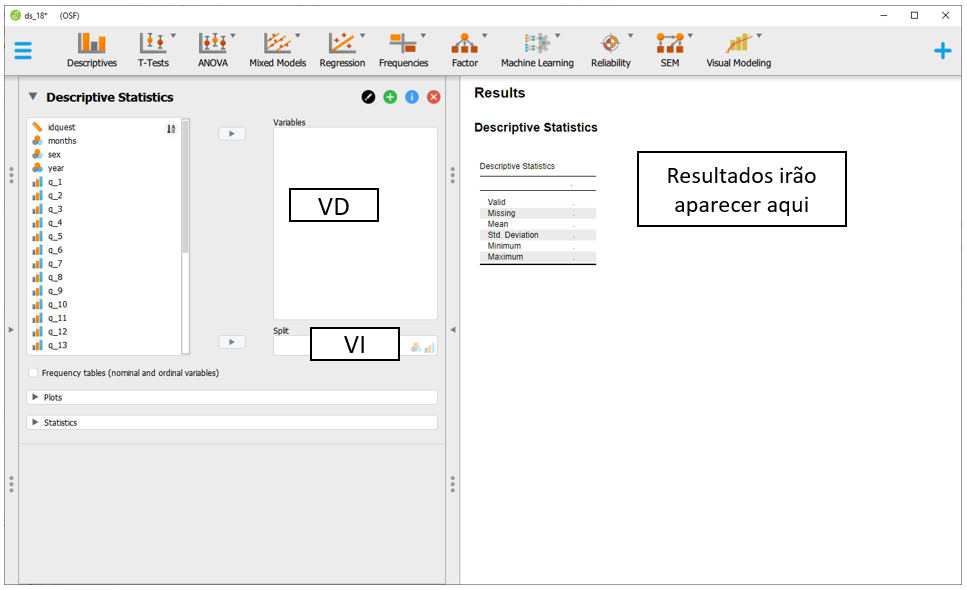 ds_18* (OSF)
Descriptives T-Tests ANOVA Mixed Models Regression Frequencies Factor Machine Learning Reliability SEM Visual Modeling
Descriptive Statistics
idquest
months
sex
year
q_1
q_2
q_3
q_4
q_5
q_6
q_7
q_8
q_9
q_10
q_11
q_12
q_13
Variables
VD
Split
VI
Frequency tables (nominal and ordinal variables)
Plots
Statistics
Results
Descriptive Statistics
Descriptive Statistics
.
Valid .
Missing .
Mean .
Std. Deviation .
Minimum .
Maximum .
Resultados irão
aparecer aqui